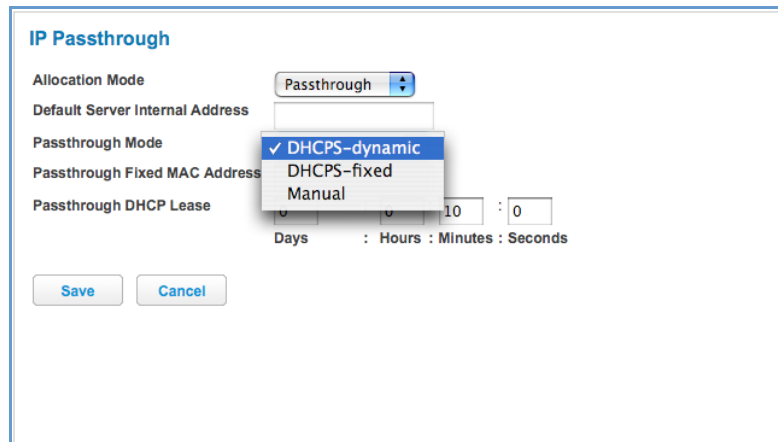 IP Passthrough
Allocation Mode Passthrough
Default Server Internal Address
Passthrough Mode ✓ DHCPS-dynamic
DHCPS-fixed
Passthrough Fixed MAC Address
Manual
Passthrough DHCP Lease 0 0 10 : 0
Days : Hours : Minutes : Seconds
Save Cancel